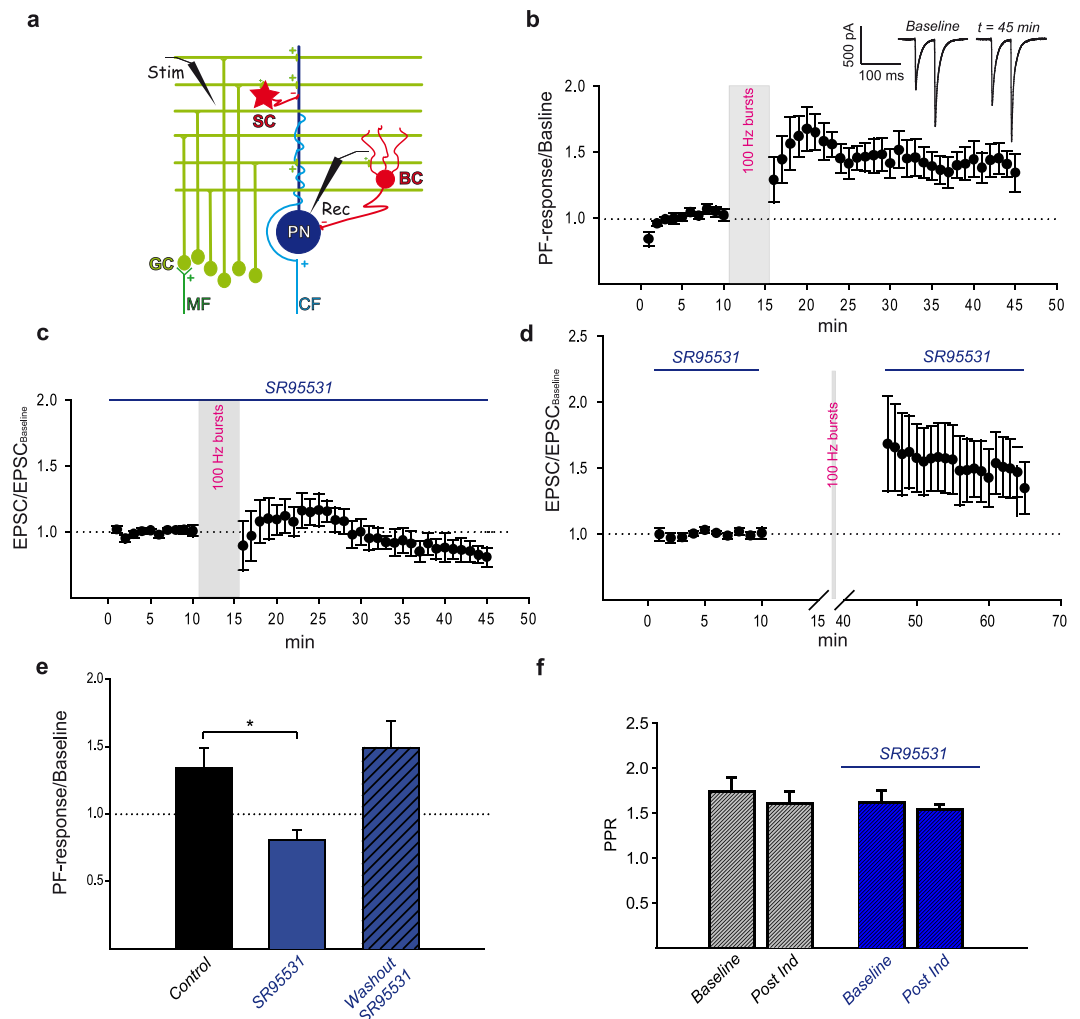 a
Stim
SC
BC
Rec
PN
GC
MF
CF
+
+
+
+
+
+
-
-
-
b
PF-response/Basline
2.0
1.5
1.0
100 Hz bursts
500 pA
100 ms
Baseline
t = 45 min
0 5 10 15 20 25 30 35 40 45 50
min
c
SR95531
EPSC/EPSCBaseline
2.0
1.5
1.0
100 Hz bursts
0 5 10 15 20 25 30 35 40 45 50
min
d
SR95531
SR95531
EPSC/EPSCBaseline
2.5
2.0
1.5
1.0
100 Hz bursts
0 5 10 15 40 50 60 70
min
e
PF-response/Baseline
2.0
1.5
1.0
0.5
*
Control
SR95531
Washout
SR95531
f
SR95531
PPR
2.5
2.0
1.5
1.0
0.5
Baseline
Post Ind
Baseline
Post Ind